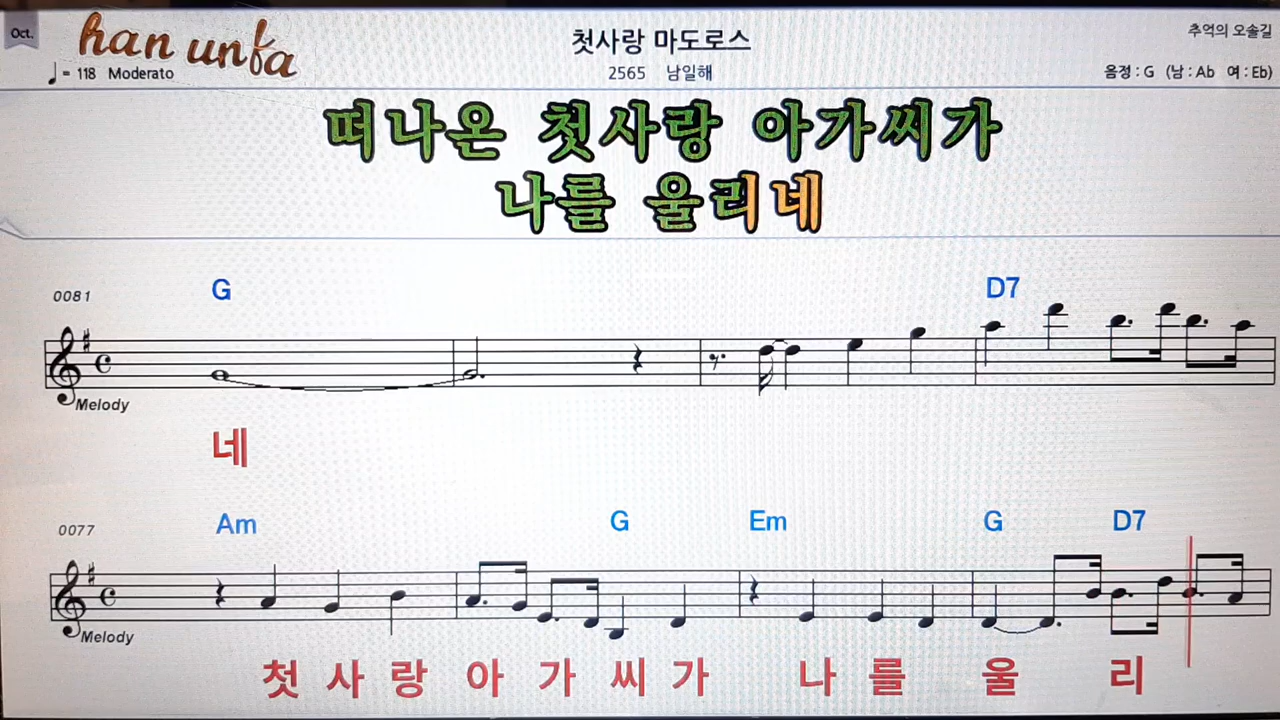 Oct.
han unfa
♩= 118 Moderato
첫사랑 마도로스
2565 남일해
추억의 오솔길
음정 : G (남 : Ab 여 : Eb)
떠나온 첫사랑 아가씨가
나를 울리네
0081
G D7
Melody
네
0077
Am G Em G D7
Melody
첫 사 랑 아 가 씨 가 나 를 울 리